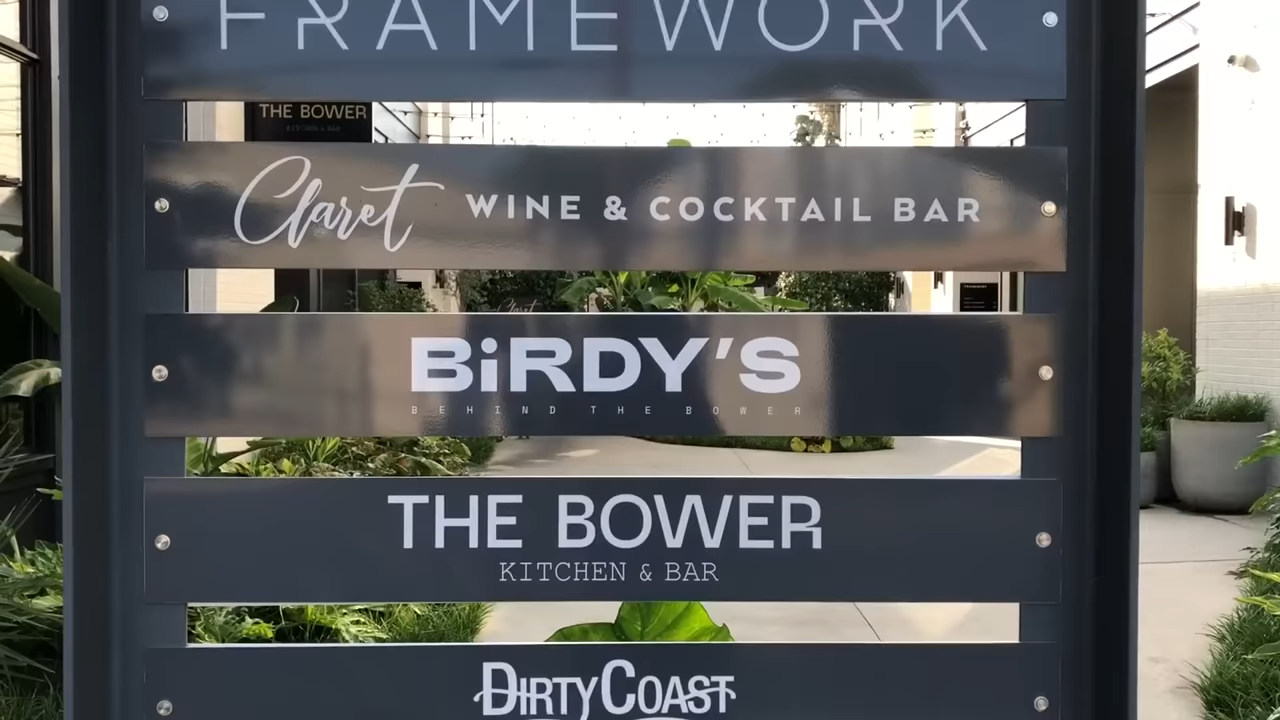 FRAMEWORK
THE BOWER
KITCHEN & BAR
Claret WINE & COCKTAIL BAR
Claret
BiRDY'S
BEHIND THE BOWER
THE BOWER
KITCHEN & BAR
DIRTY COAST